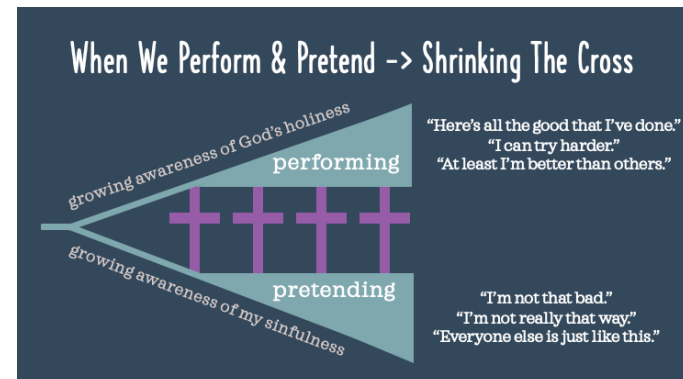 When We Perform & Pretend -> Shrinking The Cross
growing awareness of God's holiness
performing
“Here's all the good that I've done.”
“I can try harder.”
“At least I'm better than others.”
pretending
growing awareness of my sinfulness
“I'm not that bad.”
“I'm not really that way.”
“Everyone else is just like this.”